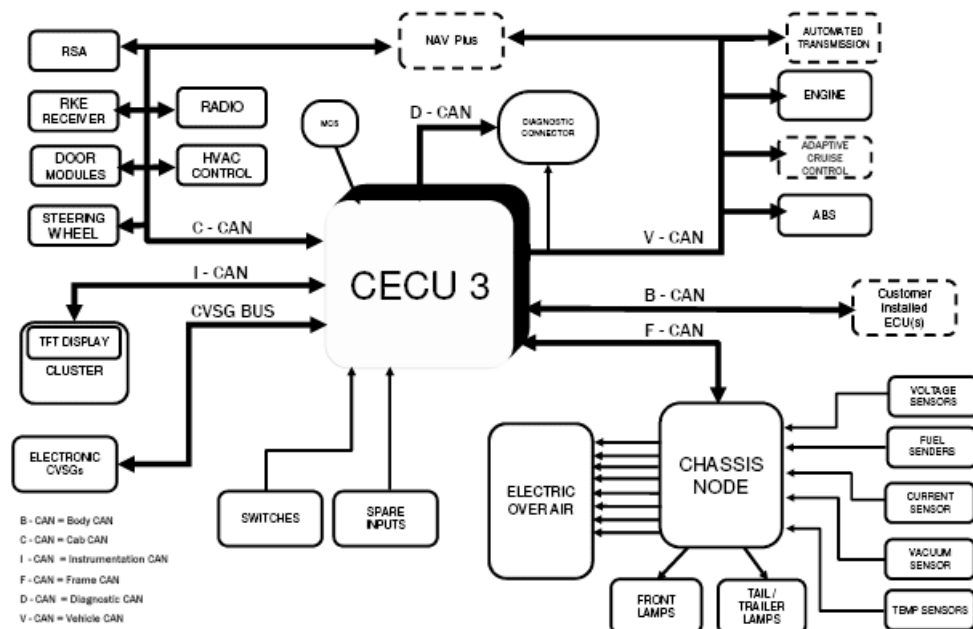 RSA
NAV Plus
AUTOMATED
TRANSMISSION
RKE
RECEIVER
RADIO
MCS
D - CAN
DIAGNOSTIC
CONNECTOR
ENGINE
DOOR
MODULES
HVAC
CONTROL
ADAPTIVE
CRUISE
CONTROL
STEERING
WHEEL
C - CAN
V - CAN
ABS
I - CAN
CECU 3
B - CAN
Customer
Installed
ECU(s)
CVSG BUS
F - CAN
TFT DISPLAY
CLUSTER
VOLTAGE
SENSORS
FUEL
SENDERS
ELECTRONIC
CVSGs
ELECTRIC
OVER AIR
CHASSIS
NODE
CURRENT
SENSOR
SWITCHES
SPARE
INPUTS
VACUUM
SENSOR
FRONT
LAMPS
TAIL /
TRAILER
LAMPS
TEMP SENSORS
B - CAN = Body CAN
C - CAN = Cab CAN
I - CAN = Instrumentation CAN
F - CAN = Frame CAN
D - CAN = Diagnostic CAN
V - CAN = Vehicle CAN